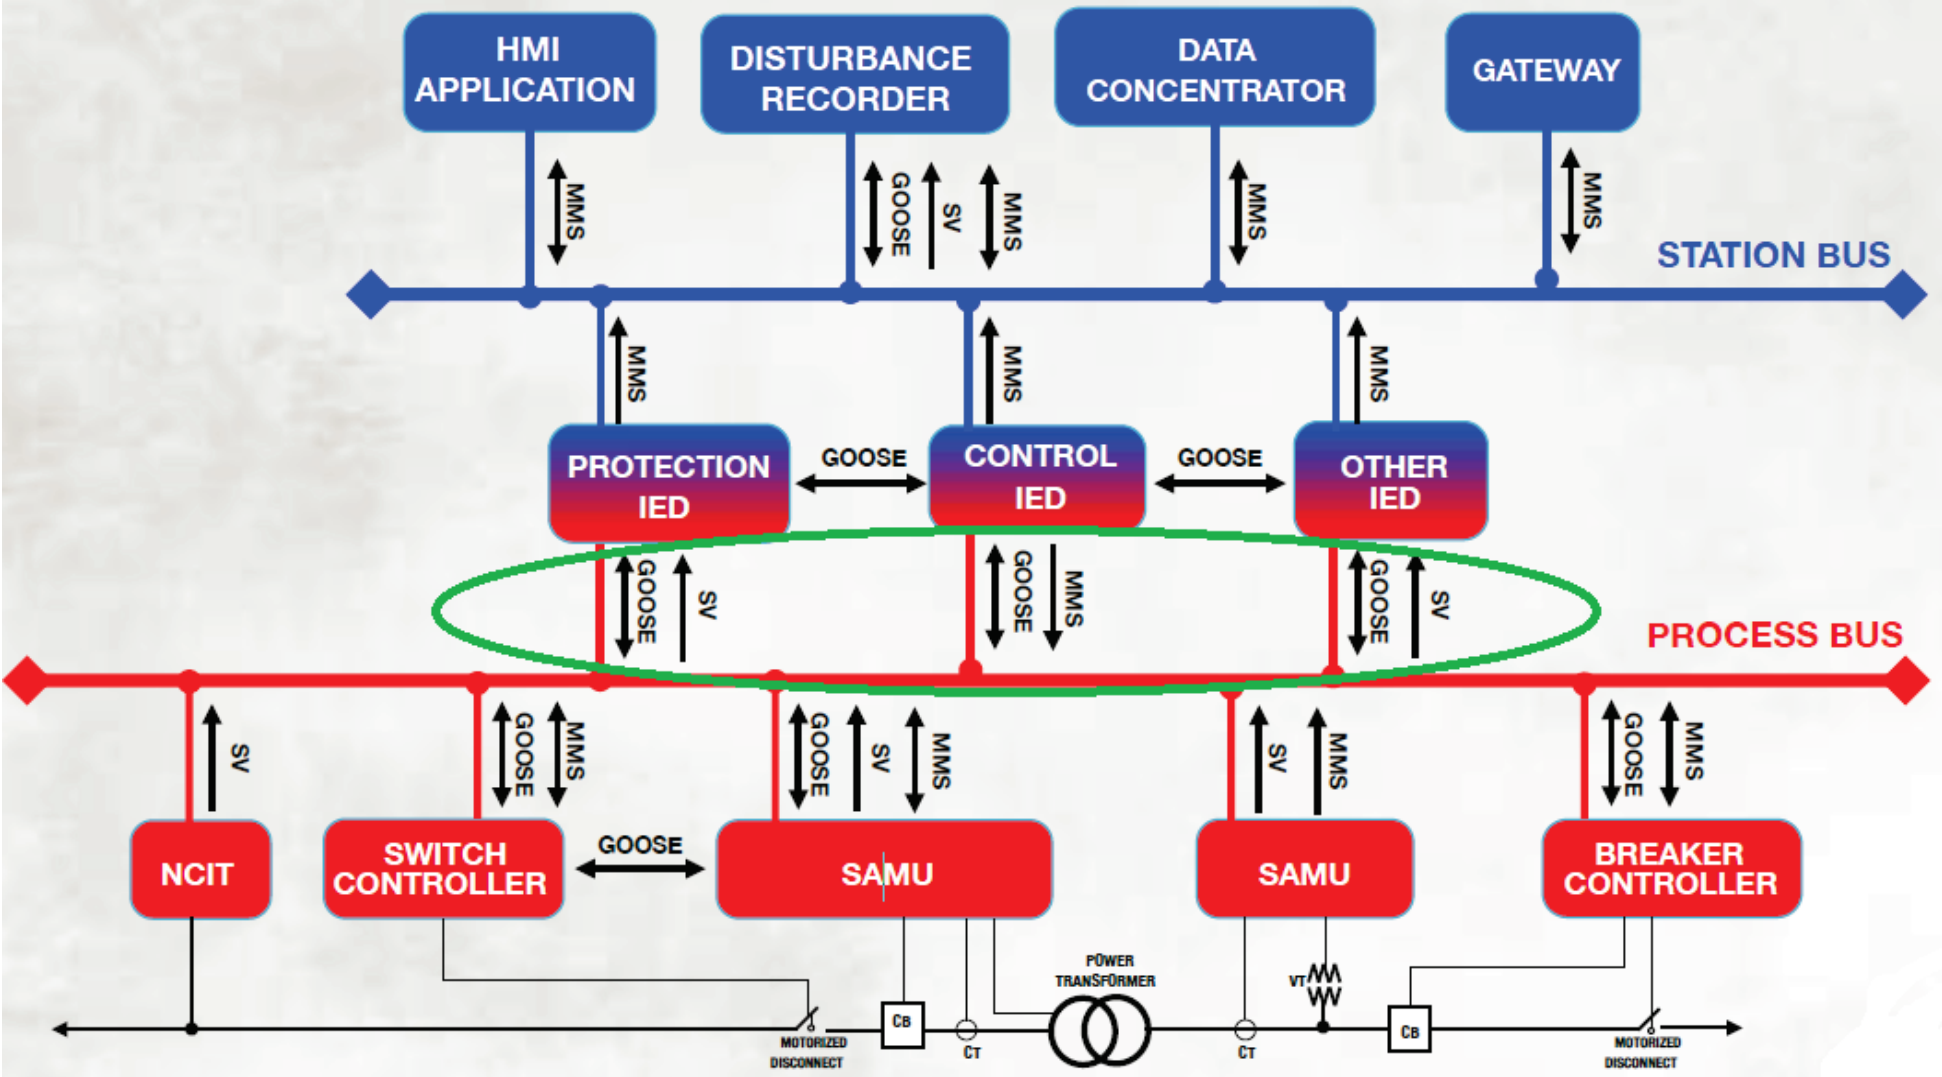 HMI
APPLICATION
DISTURBANCE
RECORDER
DATA
CONCENTRATOR
GATEWAY
MMS
GOOSE
SV
MMS
MMS
MMS
STATION BUS
MMS
MMS
MMS
PROTECTION
IED
GOOSE
CONTROL
IED
GOOSE
OTHER
IED
GOOSE
SV
GOOSE
MMS
GOOSE
SV
PROCESS BUS
SV
GOOSE
MMS
GOOSE
SV
MMS
SV
MMS
GOOSE
MMS
NCIT
SWITCH
CONTROLLER
GOOSE
SAMU
SAMU
BREAKER
CONTROLLER
POWER
TRANSFORMER
VT
CB
CT
CT
CB
MOTORIZED
DISCONNECT
MOTORIZED
DISCONNECT